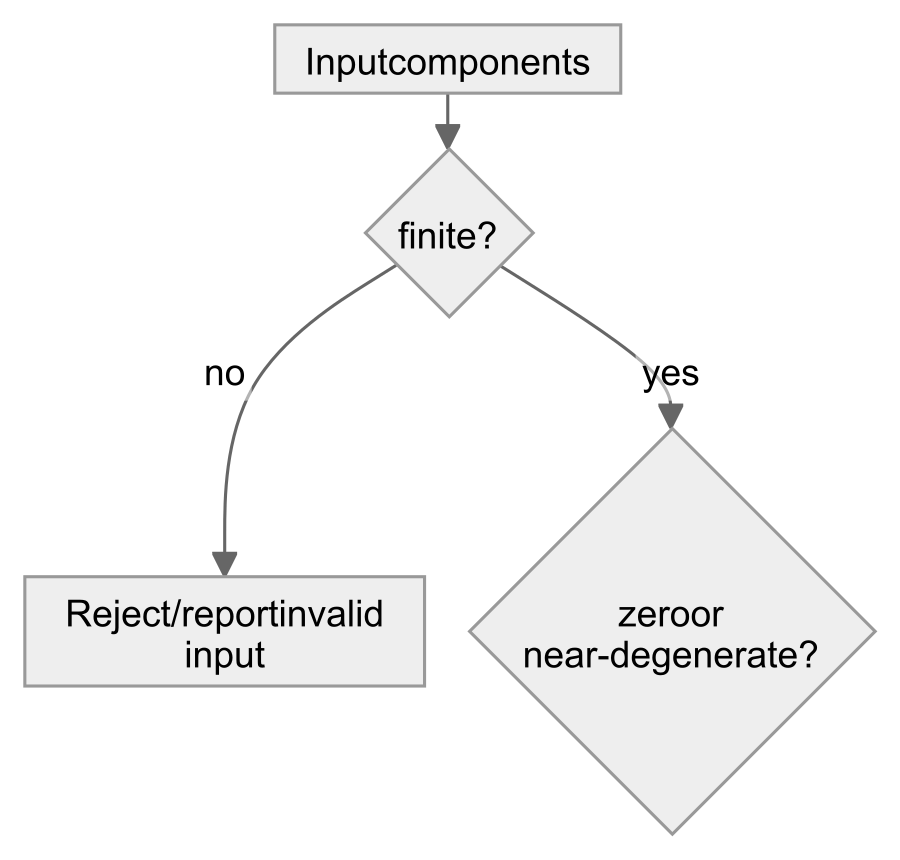 Inputcomponents
finite?
no
yes
Reject/reportinvalid
input
zeroor
near-degenerate?